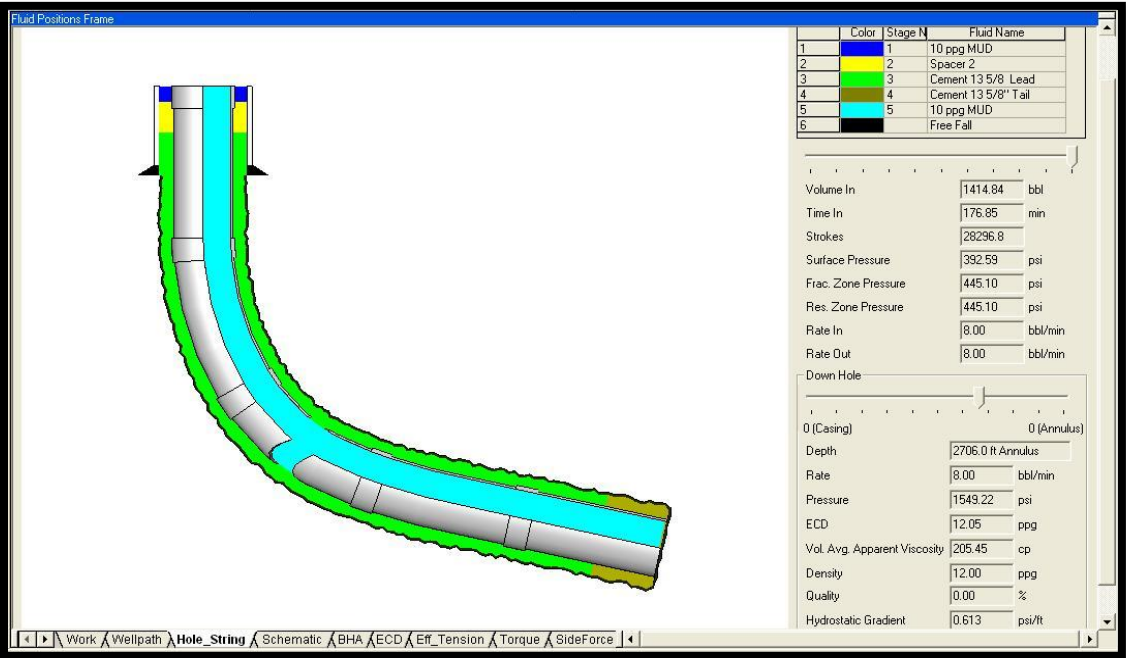 Fluid Positions Frame
Color Stage N Fluid Name
1 1 10 ppg MUD
2 2 Spacer 2
3 3 Cement 13 5/8 Lead
4 4 Cement 13 5/8" Tail
5 5 10 ppg MUD
6 Free Fall
Volume In 1414.84 bbl
Time In 176.85 min
Strokes 28296.8
Surface Pressure 392.59 psi
Frac. Zone Pressure 445.10 psi
Res. Zone Pressure 445.10 psi
Rate In 8.00 bbl/min
Rate Out 8.00 bbl/min
Down Hole
0 (Casing) 0 (Annulus)
Depth 2706.0 ft Annulus
Rate 8.00 bbl/min
Pressure 1549.22 psi
ECD 12.05 ppg
Vol. Avg. Apparent Viscosity 205.45 cp
Density 12.00 ppg
Quality 0.00 %
Hydrostatic Gradient 0.613 psi/ft
Work Wellpath Hole_String Schematic BHA ECD Eff_Tension Torque SideForce